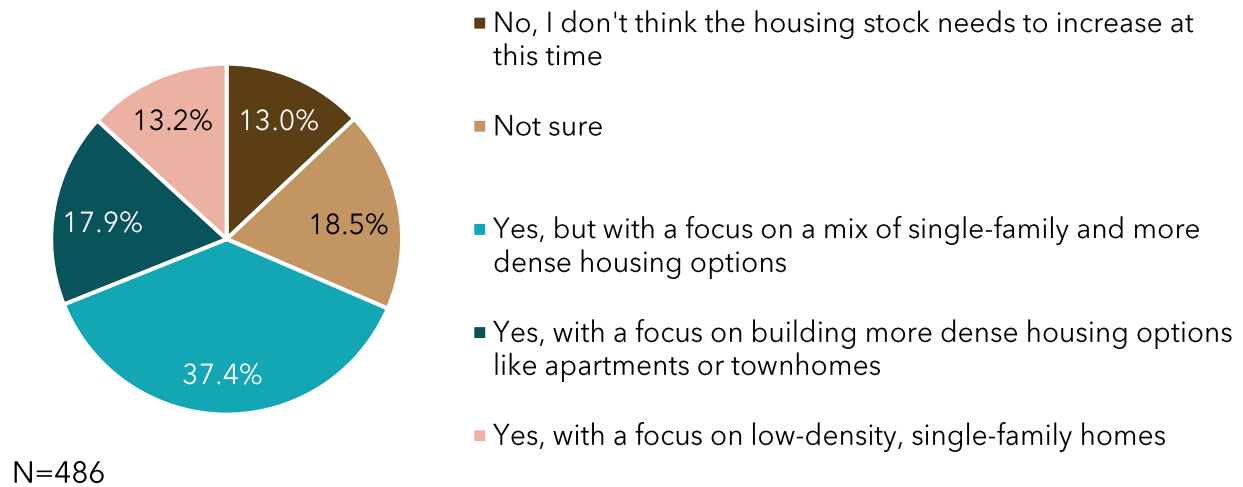 No, I don't think the housing stock needs to increase at
this time
13.2%
13.0%
Not sure
17.9%
18.5%
Yes, but with a focus on a mix of single-family and more
dense housing options
Yes, with a focus on building more dense housing options
like apartments or townhomes
37.4%
Yes, with a focus on low-density, single-family homes
N=486